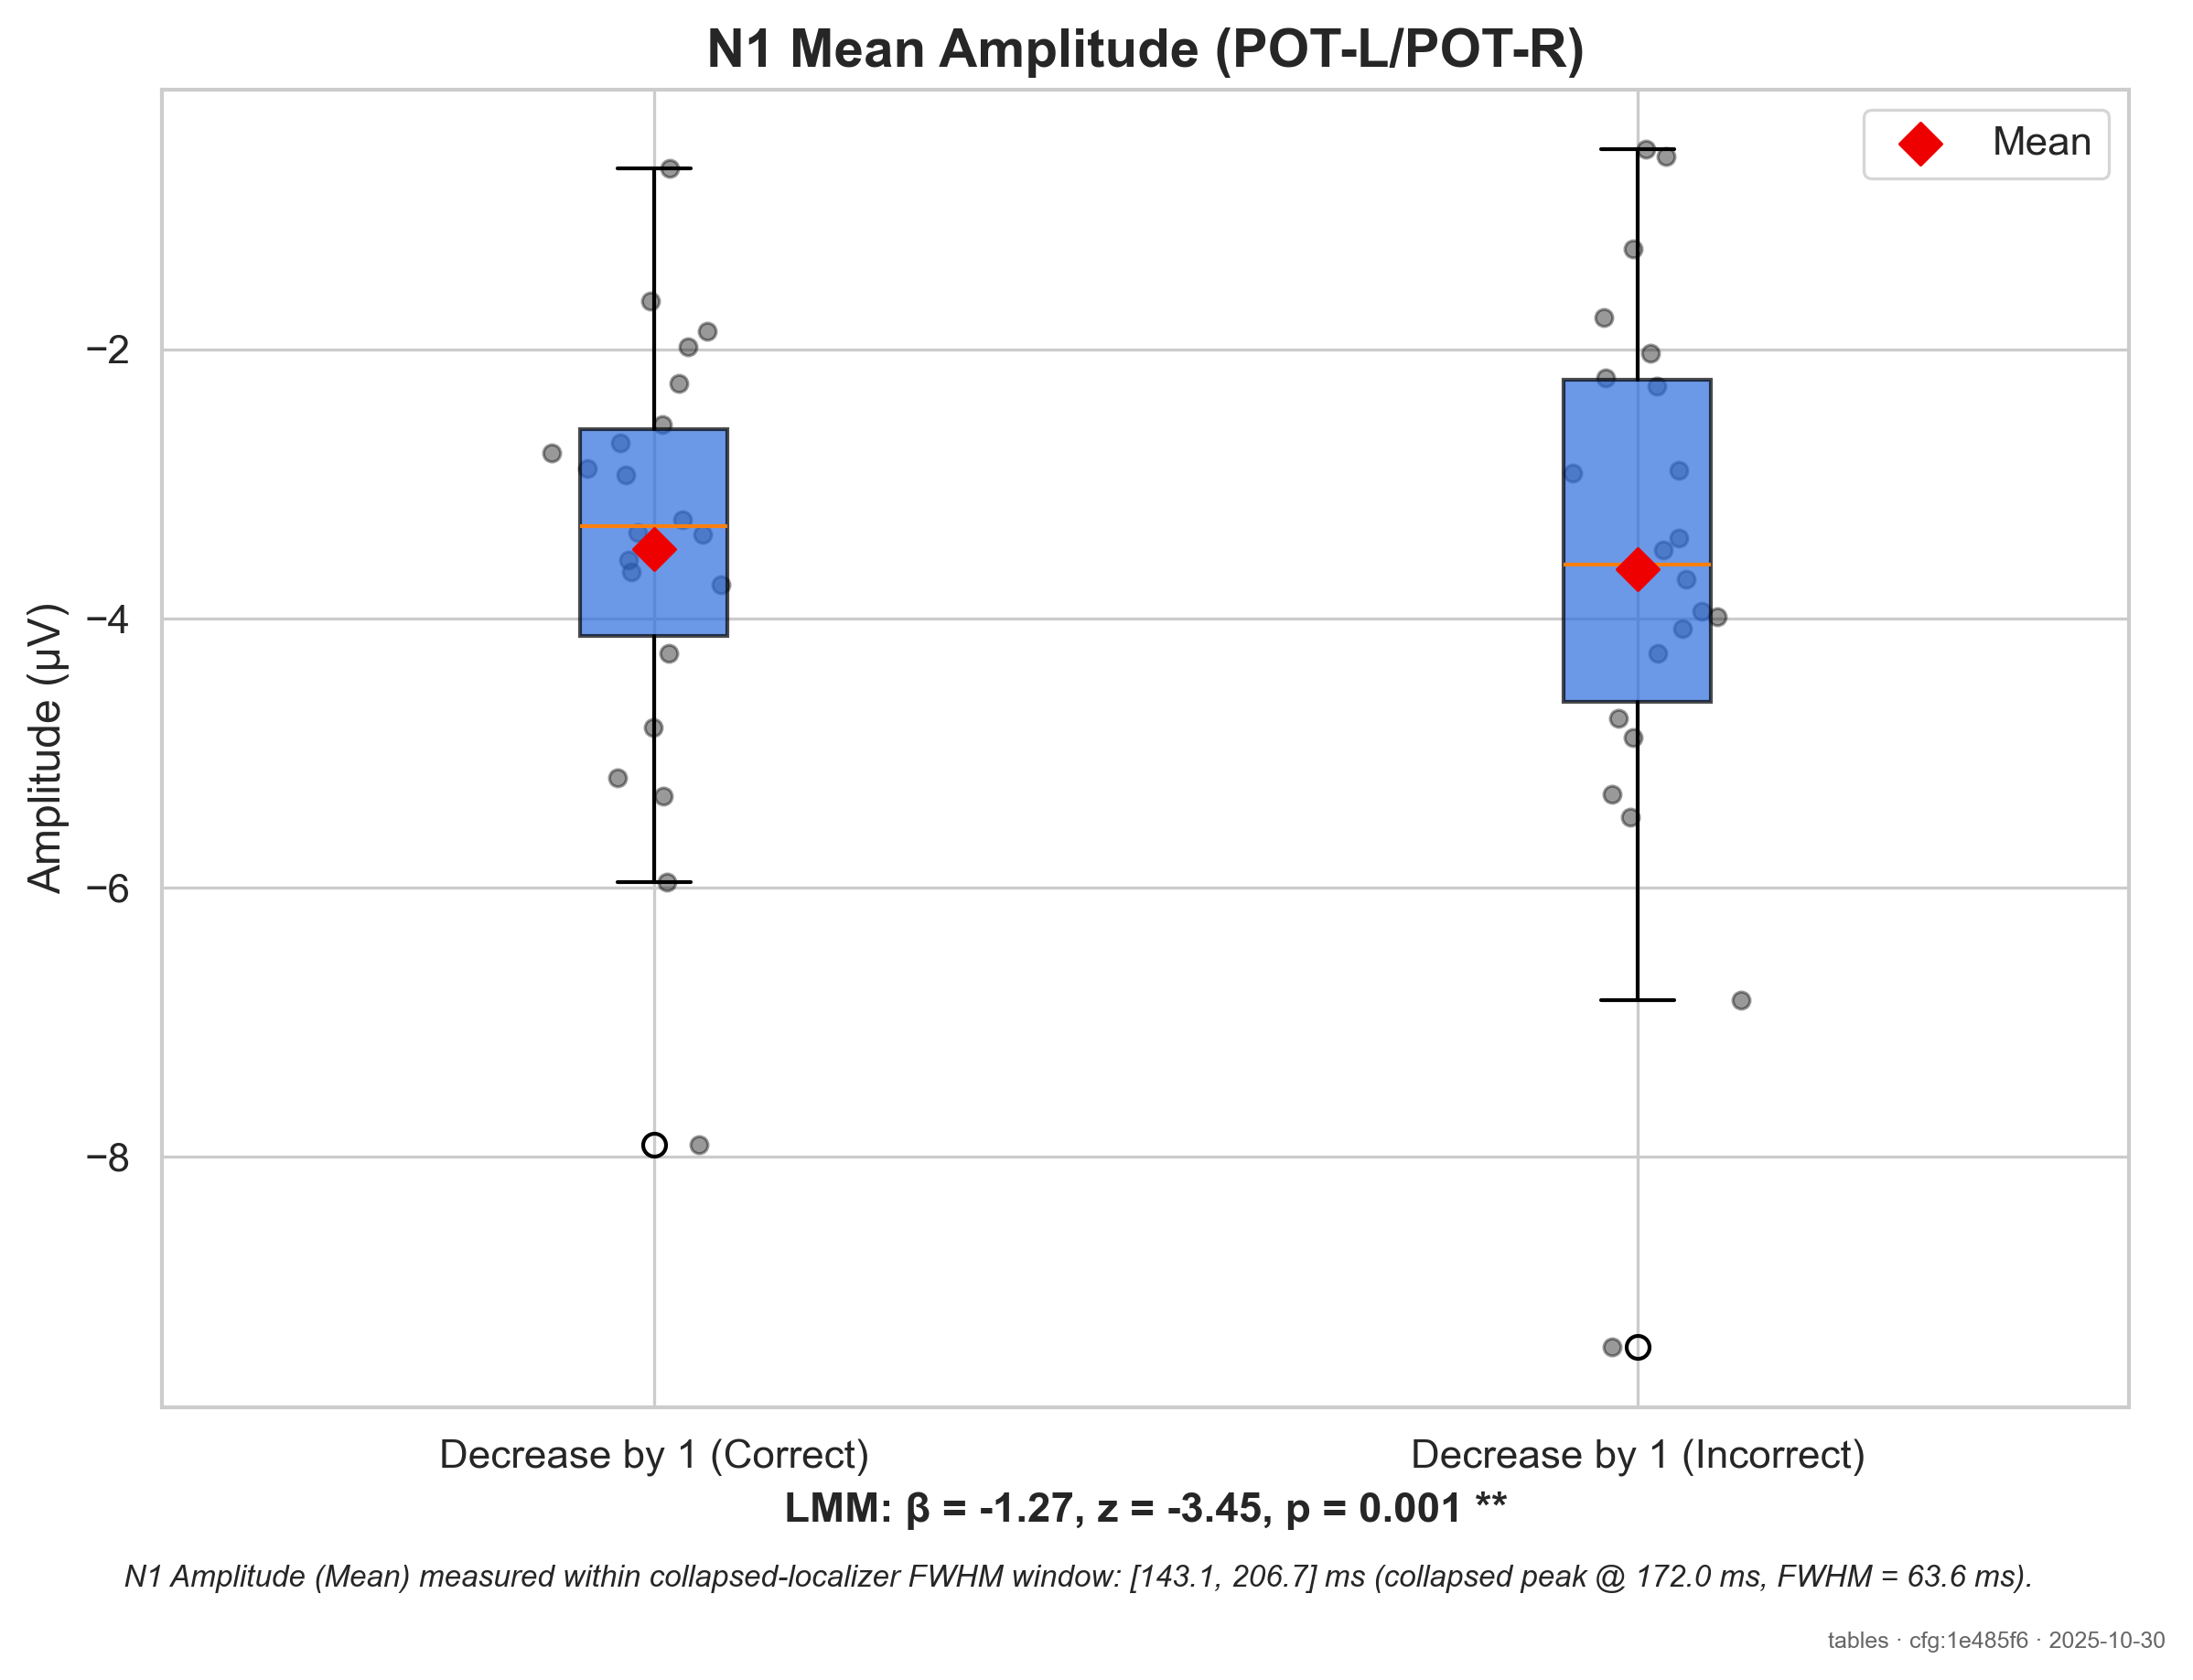 N1 Mean Amplitude (POT-L/POT-R)
Mean
Amplitude (µV)
−2
−4
−6
−8
Decrease by 1 (Correct)
Decrease by 1 (Incorrect)
LMM: β = -1.27, z = -3.45, p = 0.001 **
N1 Amplitude (Mean) measured within collapsed-localizer FWHM window: [143.1, 206.7] ms (collapsed peak @ 172.0 ms, FWHM = 63.6 ms).
tables · cfg:1e485f6 · 2025-10-30